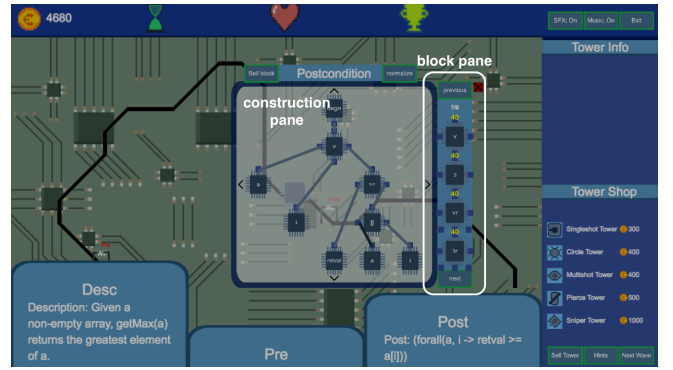 4680
SFX: On Music: On Exit
Tower Info
block pane
Sell block Postcondition normalize
previous
construction
pane
Begin
7/8
40
40
40
40
a
>=
i
[]
retval a i
next
Tower Shop
Singleshot Tower 300
Circle Tower 400
Multishot Tower 400
Pierce Tower 500
Sniper Tower 1000
Sell Tower Hints Next Wave
Desc
Description: Given a
non-empty array, getMax(a)
returns the greatest element
of a.
Pre
Post
Post: (forall(a, i -> retval >=
a[i]))